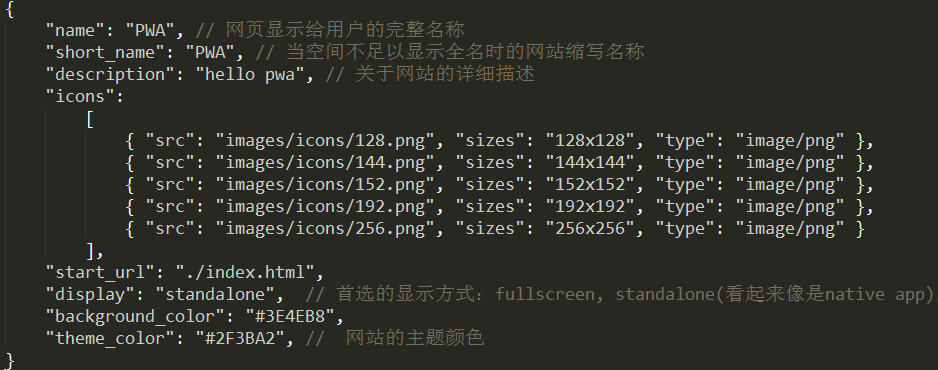 {
    "name": "PWA", // 网页显示给用户的完整名称
    "short_name": "PWA", // 当空间不足以显示全名时的网站缩写名称
    "description": "hello pwa", // 关于网站的详细描述
    "icons":
        [
            { "src": "images/icons/128.png", "sizes": "128x128", "type": "image/png" },
            { "src": "images/icons/144.png", "sizes": "144x144", "type": "image/png" },
            { "src": "images/icons/152.png", "sizes": "152x152", "type": "image/png" },
            { "src": "images/icons/192.png", "sizes": "192x192", "type": "image/png" },
            { "src": "images/icons/256.png", "sizes": "256x256", "type": "image/png" }
        ],
    "start_url": "./index.html",
    "display": "standalone",  // 首选的显示方式：fullscreen, standalone(看起来像是native app)
    "background_color": "#3E4EB8",
    "theme_color": "#2F3BA2", //  网站的主题颜色
}